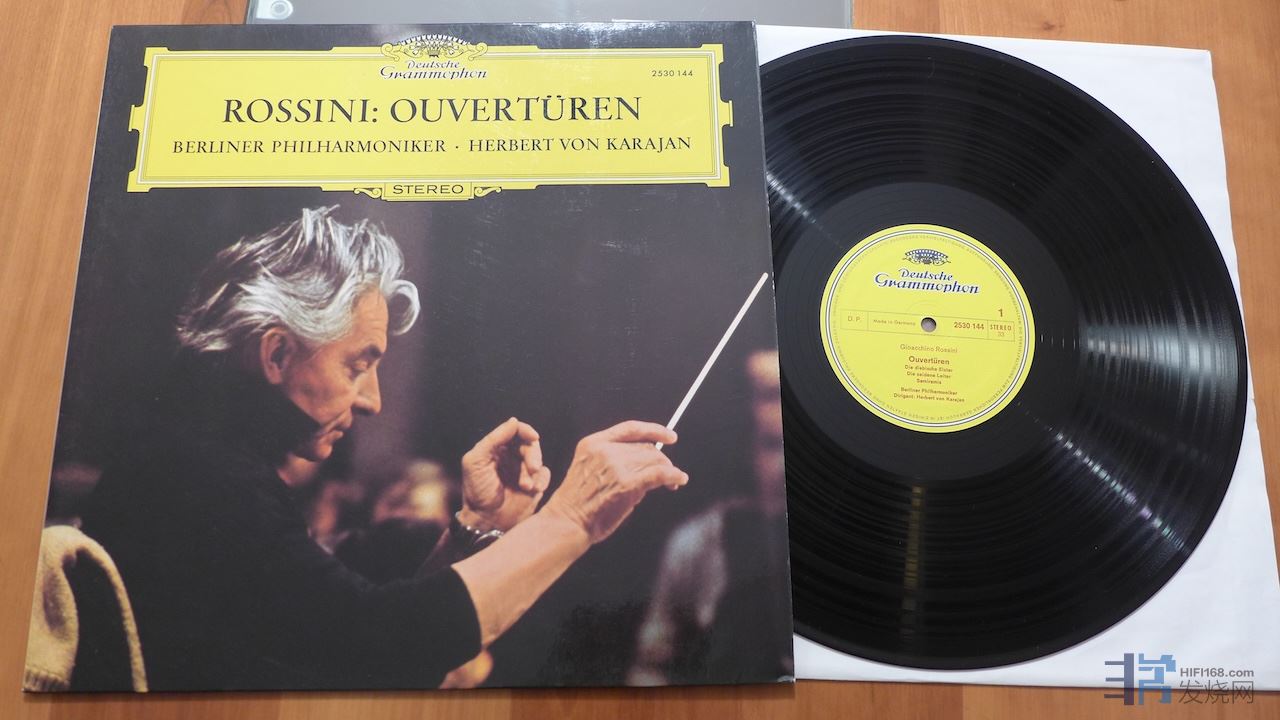 Deutsche
Grammophon
2530 144
ROSSINI: OUVERTÜREN
BERLINER PHILHARMONIKER · HERBERT VON KARAJAN
STEREO
Deutsche
Grammophon
1
D.P. Made in Germany 2530 144 STEREO
33
Gioacchino Rossini
Ouvertüren
Die diebische Elster
Die seidene Leiter
Semiramis
Berliner Philharmoniker
Dirigent: Herbert von Karajan
HIFI168.com
发烧网